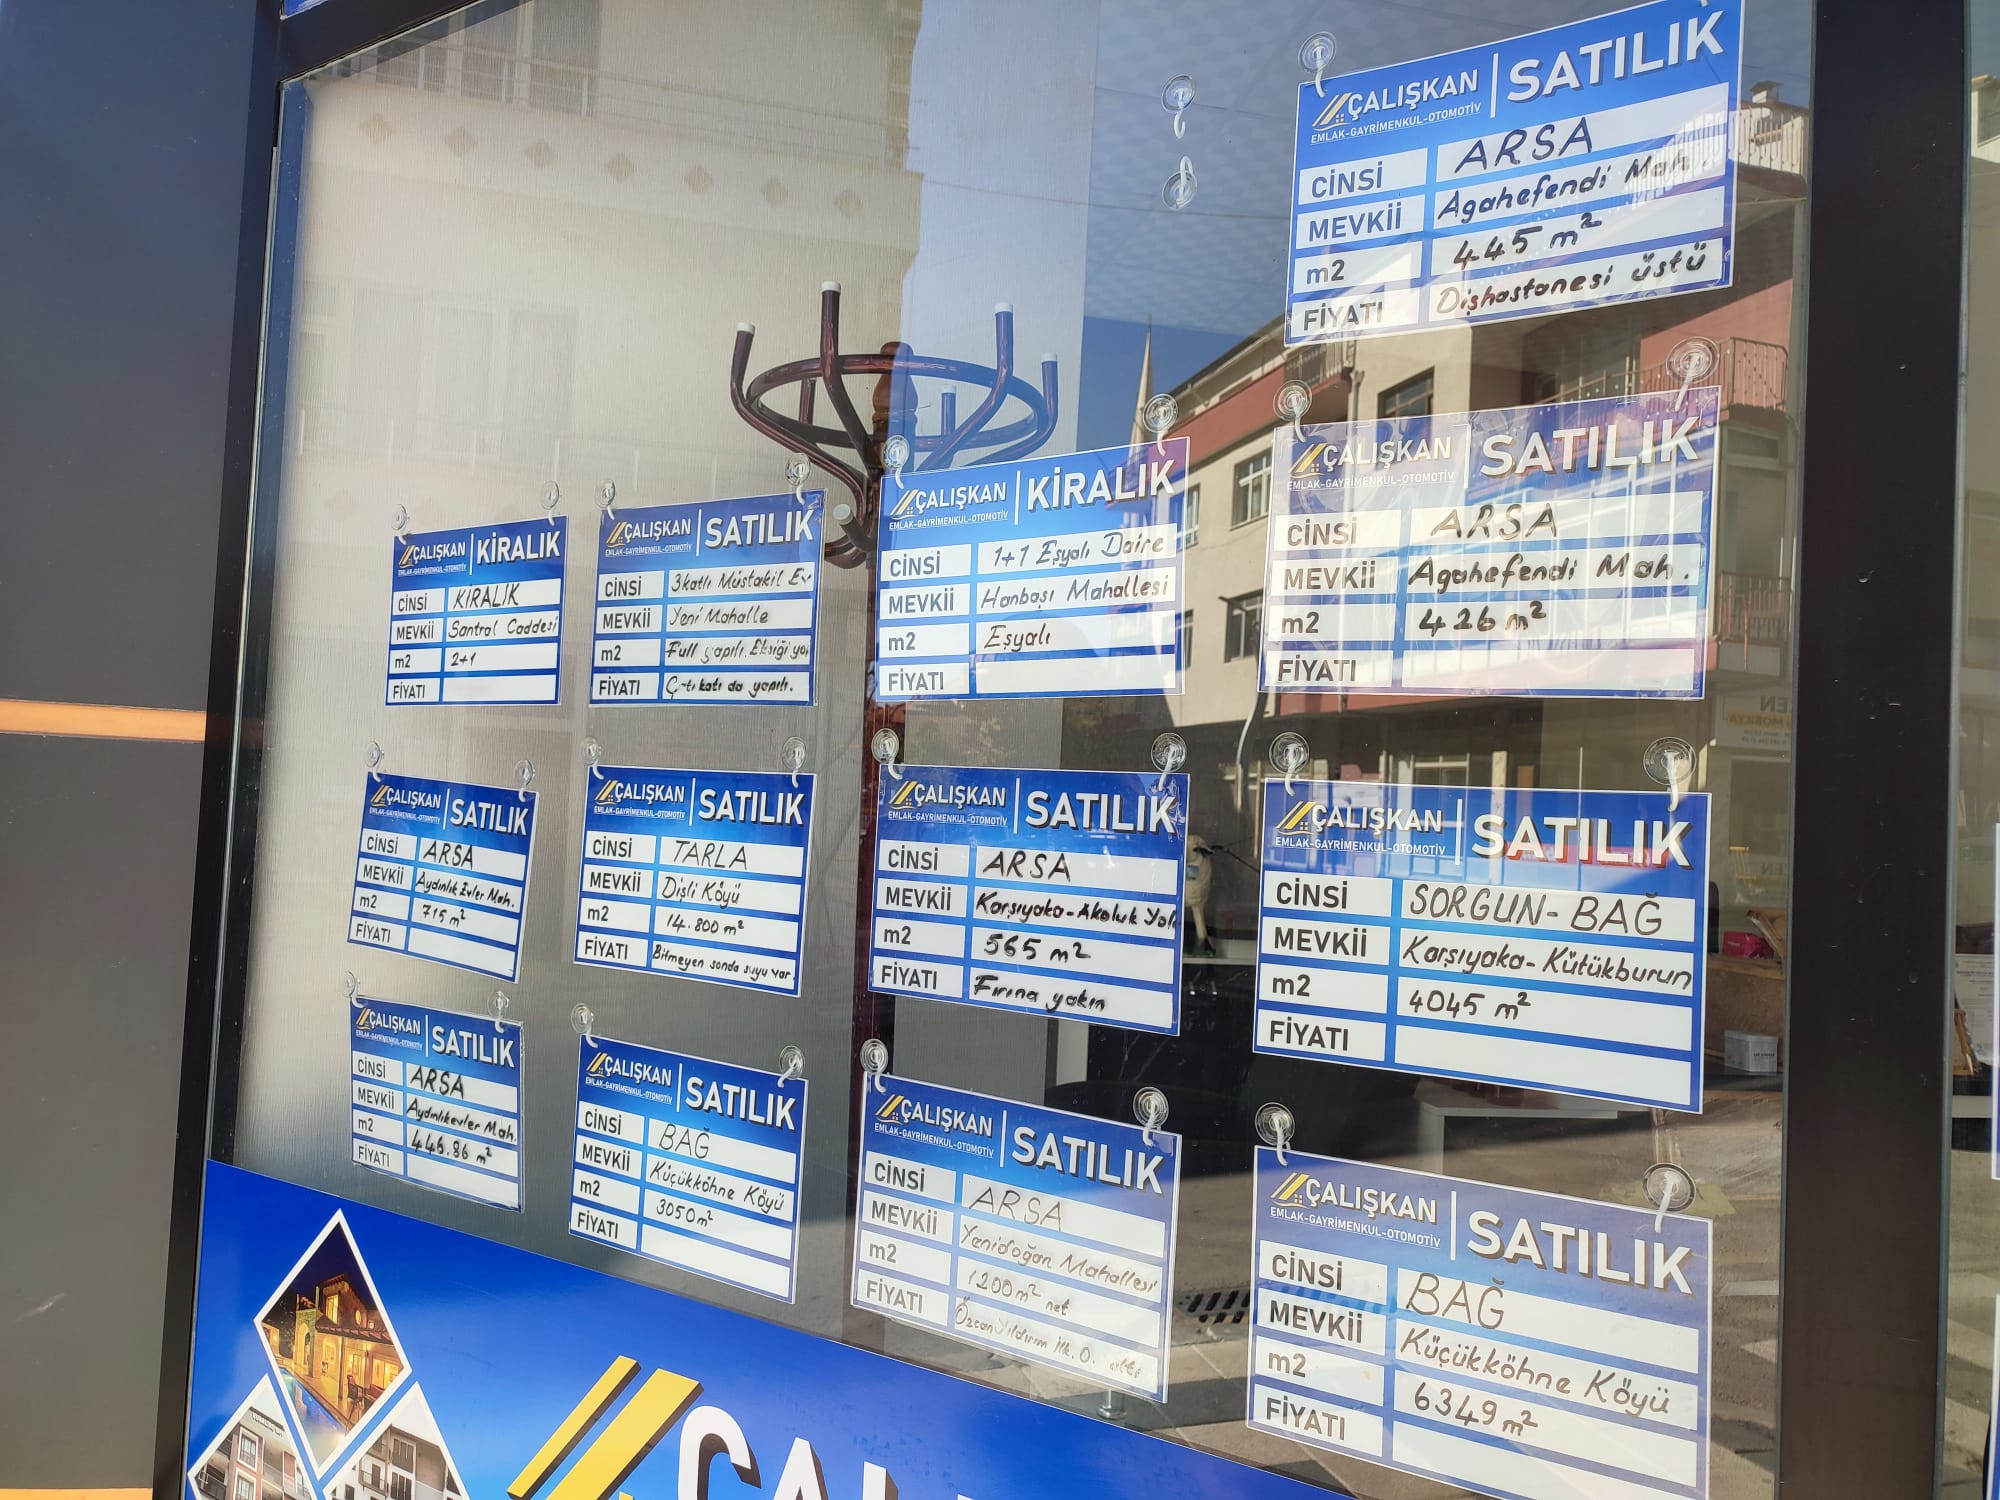 ÇALIŞKAN
EMLAK-GAYRİMENKUL-OTOMOTİV
SATILIK
CİNSİ ARSA
MEVKİİ Agahefendi Mah.
m2 445 m²
FİYATI Dişhastanesi üstü
ÇALIŞKAN
EMLAK-GAYRİMENKUL-OTOMOTİV
KİRALIK
CİNSİ KİRALIK
MEVKİİ Santral Caddesi
m2 2+1
FİYATI
ÇALIŞKAN
EMLAK-GAYRİMENKUL-OTOMOTİV
SATILIK
CİNSİ 3katlı Müstakil Ev
MEVKİİ Yeni Mahalle
m2 Full yapılı. Eksiği yo
FİYATI Çatı katı da yapılı.
ÇALIŞKAN
EMLAK-GAYRİMENKUL-OTOMOTİV
KİRALIK
CİNSİ 1+1 Eşyalı Daire
MEVKİİ Hanbaşı Mahallesi
m2 Eşyalı
FİYATI
ÇALIŞKAN
EMLAK-GAYRİMENKUL-OTOMOTİV
SATILIK
CİNSİ ARSA
MEVKİİ Agahefendi Mah.
m2 426 m²
FİYATI
ÇALIŞKAN
EMLAK-GAYRİMENKUL-OTOMOTİV
SATILIK
CİNSİ ARSA
MEVKİİ Aydınlık Evler Mah.
m2 715 m²
FİYATI
ÇALIŞKAN
EMLAK-GAYRİMENKUL-OTOMOTİV
SATILIK
CİNSİ TARLA
MEVKİİ Dişli Köyü
m2 14.800 m²
FİYATI Bitmeyen sonda suyu var.
ÇALIŞKAN
EMLAK-GAYRİMENKUL-OTOMOTİV
SATILIK
CİNSİ ARSA
MEVKİİ Karşıyaka-Akoluk Yolu
m2 565 m²
FİYATI Fırına yakın
ÇALIŞKAN
EMLAK-GAYRİMENKUL-OTOMOTİV
SATILIK
CİNSİ SORGUN-BAĞ
MEVKİİ Karşıyaka-Kütükburun
m2 4045 m²
FİYATI
ÇALIŞKAN
EMLAK-GAYRİMENKUL-OTOMOTİV
SATILIK
CİNSİ ARSA
MEVKİİ Aydınlıkevler Mah.
m2 446.86 m²
FİYATI
ÇALIŞKAN
EMLAK-GAYRİMENKUL-OTOMOTİV
SATILIK
CİNSİ BAĞ
MEVKİİ Küçükköhne Köyü
m2 3050 m²
FİYATI
ÇALIŞKAN
EMLAK-GAYRİMENKUL-OTOMOTİV
SATILIK
CİNSİ ARSA
MEVKİİ Yenidoğan Mahallesi
m2 1200 m² net
FİYATI Özcan Yıldırım İlk. O. altı
ÇALIŞKAN
EMLAK-GAYRİMENKUL-OTOMOTİV
SATILIK
CİNSİ BAĞ
MEVKİİ Küçükköhne Köyü
m2 6349 m²
FİYATI